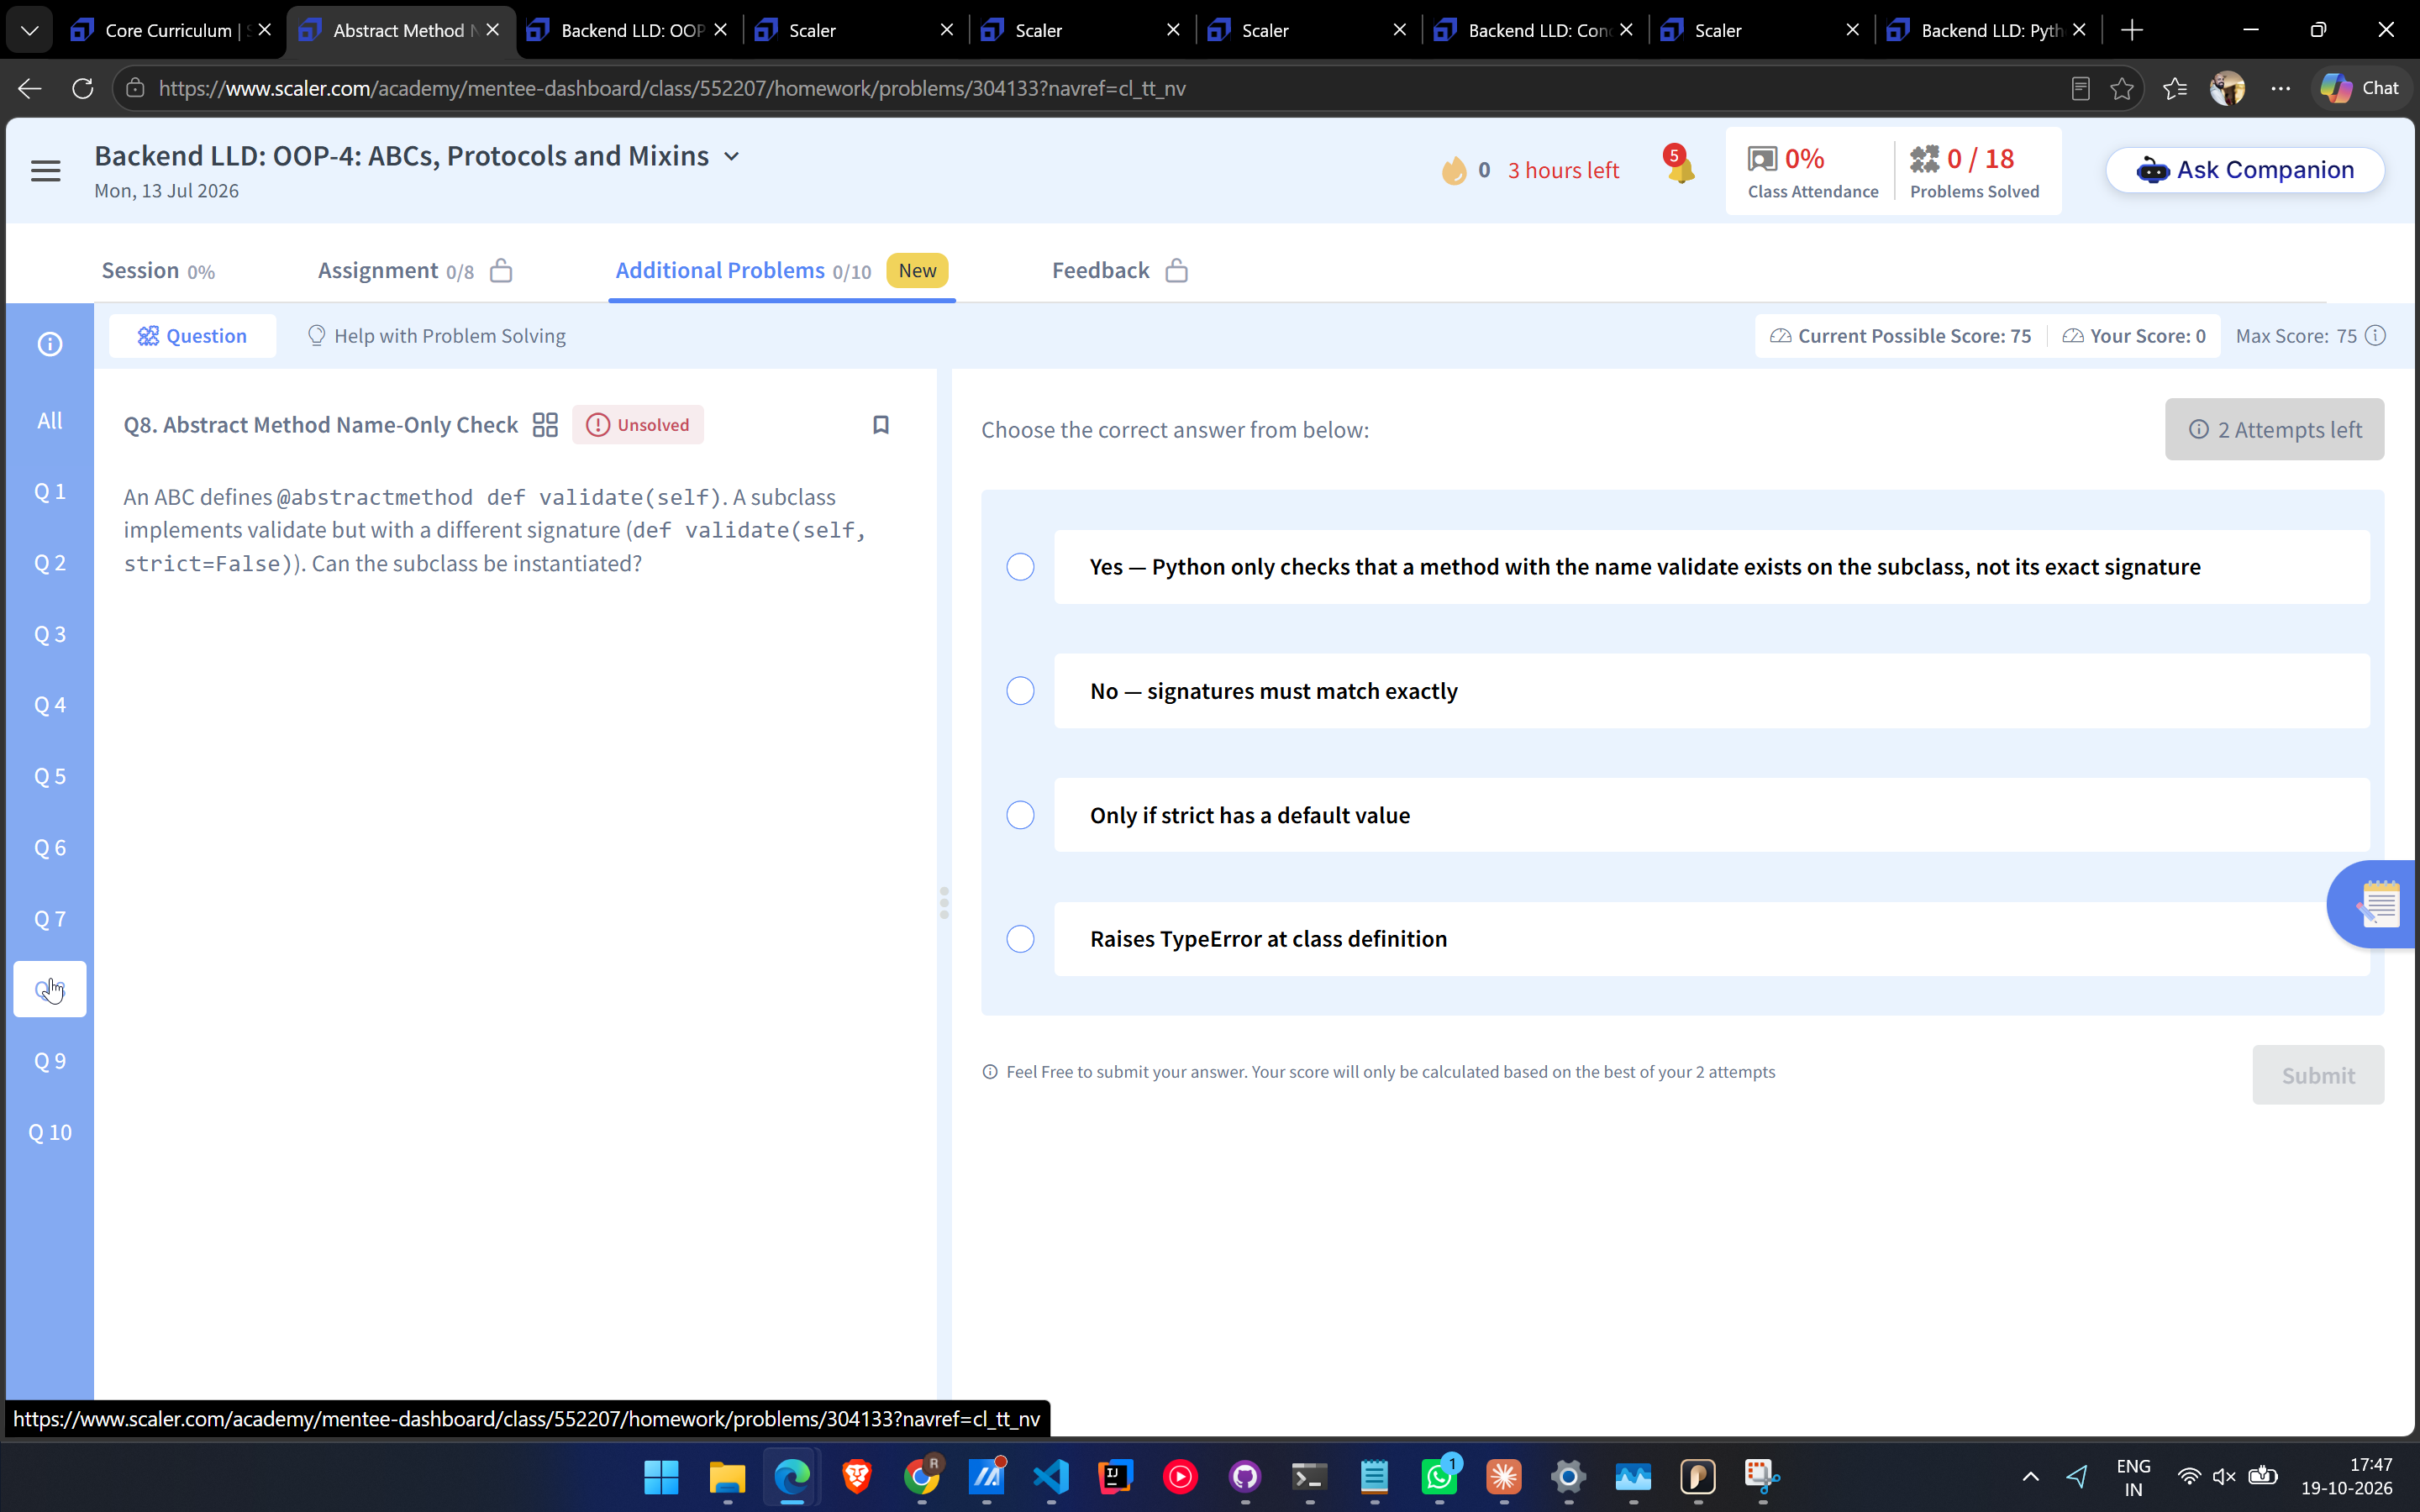 Core Curriculum |
Abstract Method
Backend LLD: OOP
Scaler
Scaler
Scaler
Backend LLD: Con
Scaler
Backend LLD: Pyth
https://www.scaler.com/academy/mentee-dashboard/class/552207/homework/problems/304133?navref=cl_tt_nv
Chat
Backend LLD: OOP-4: ABCs, Protocols and Mixins
Mon, 13 Jul 2026
0 3 hours left
5
0%
Class Attendance
0 / 18
Problems Solved
Ask Companion
Session 0%
Assignment 0/8
Additional Problems 0/10 New
Feedback
Question
Help with Problem Solving
Current Possible Score: 75
Your Score: 0
Max Score: 75
All
Q 1
Q 2
Q 3
Q 4
Q 5
Q 6
Q 7
Q 9
Q 10
Q8. Abstract Method Name-Only Check
Unsolved
An ABC defines @abstractmethod def validate(self). A subclass
implements validate but with a different signature (def validate(self,
strict=False)). Can the subclass be instantiated?
Choose the correct answer from below:
2 Attempts left
Yes — Python only checks that a method with the name validate exists on the subclass, not its exact signature
No — signatures must match exactly
Only if strict has a default value
Raises TypeError at class definition
Feel Free to submit your answer. Your score will only be calculated based on the best of your 2 attempts
Submit
https://www.scaler.com/academy/mentee-dashboard/class/552207/homework/problems/304133?navref=cl_tt_nv
R
IJ
1
ENG
IN
17:47
19-10-2026